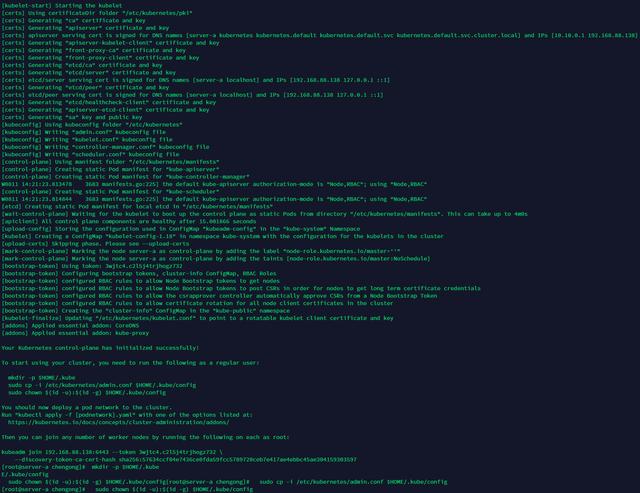 [kubelet-start] Starting the kubelet
[certs] Using certificateDir folder "/etc/kubernetes/pki"
[certs] Generating "ca" certificate and key
[certs] Generating "apiserver" certificate and key
[certs] apiserver serving cert is signed for DNS names [server-a kubernetes kubernetes.default kubernetes.default.svc kubernetes.default.svc.cluster.local] and IPs [10.10.0.1 192.168.88.138]
[certs] Generating "apiserver-kubelet-client" certificate and key
[certs] Generating "front-proxy-ca" certificate and key
[certs] Generating "front-proxy-client" certificate and key
[certs] Generating "etcd/ca" certificate and key
[certs] Generating "etcd/server" certificate and key
[certs] etcd/server serving cert is signed for DNS names [server-a localhost] and IPs [192.168.88.138 127.0.0.1 ::1]
[certs] Generating "etcd/peer" certificate and key
[certs] etcd/peer serving cert is signed for DNS names [server-a localhost] and IPs [192.168.88.138 127.0.0.1 ::1]
[certs] Generating "etcd/healthcheck-client" certificate and key
[certs] Generating "apiserver-etcd-client" certificate and key
[certs] Generating "sa" key and public key
[kubeconfig] Using kubeconfig folder "/etc/kubernetes"
[kubeconfig] Writing "admin.conf" kubeconfig file
[kubeconfig] Writing "kubelet.conf" kubeconfig file
[kubeconfig] Writing "controller-manager.conf" kubeconfig file
[kubeconfig] Writing "scheduler.conf" kubeconfig file
[control-plane] Using manifest folder "/etc/kubernetes/manifests"
[control-plane] Creating static Pod manifest for "kube-apiserver"
[control-plane] Creating static Pod manifest for "kube-controller-manager"
W0811 14:21:23.813478    3683 manifests.go:225] the default kube-apiserver authorization-mode is "Node,RBAC"; using "Node,RBAC"
[control-plane] Creating static Pod manifest for "kube-scheduler"
W0811 14:21:23.814844    3683 manifests.go:225] the default kube-apiserver authorization-mode is "Node,RBAC"; using "Node,RBAC"
[etcd] Creating static Pod manifest for local etcd in "/etc/kubernetes/manifests"
[wait-control-plane] Waiting for the kubelet to boot up the control plane as static Pods from directory "/etc/kubernetes/manifests". This can take up to 4m0s
[apiclient] All control plane components are healthy after 15.001866 seconds
[upload-config] Storing the configuration used in ConfigMap "kubeadm-config" in the "kube-system" Namespace
[kubelet] Creating a ConfigMap "kubelet-config-1.18" in namespace kube-system with the configuration for the kubelets in the cluster
[upload-certs] Skipping phase. Please see --upload-certs
[mark-control-plane] Marking the node server-a as control-plane by adding the label "node-role.kubernetes.io/master=''"
[mark-control-plane] Marking the node server-a as control-plane by adding the taints [node-role.kubernetes.io/master:NoSchedule]
[bootstrap-token] Using token: 3wjtc4.c2l5j4trjhogz732
[bootstrap-token] Configuring bootstrap tokens, cluster-info ConfigMap, RBAC Roles
[bootstrap-token] configured RBAC rules to allow Node Bootstrap tokens to get nodes
[bootstrap-token] configured RBAC rules to allow Node Bootstrap tokens to post CSRs in order for nodes to get long term certificate credentials
[bootstrap-token] configured RBAC rules to allow the csrapprover controller automatically approve CSRs from a Node Bootstrap Token
[bootstrap-token] configured RBAC rules to allow certificate rotation for all node client certificates in the cluster
[bootstrap-token] Creating the "cluster-info" ConfigMap in the "kube-public" namespace
[kubelet-finalize] Updating "/etc/kubernetes/kubelet.conf" to point to a rotatable kubelet client certificate and key
[addons] Applied essential addon: CoreDNS
[addons] Applied essential addon: kube-proxy
Your Kubernetes control-plane has initialized successfully!
To start using your cluster, you need to run the following as a regular user:
mkdir -p $HOME/.kube
sudo cp -i /etc/kubernetes/admin.conf $HOME/.kube/config
sudo chown $(id -u):$(id -g) $HOME/.kube/config
You should now deploy a pod network to the cluster.
Run "kubectl apply -f [podnetwork].yaml" with one of the options listed at:
https://kubernetes.io/docs/concepts/cluster-administration/addons/
Then you can join any number of worker nodes by running the following on each as root:
kubeadm join 192.168.88.138:6443 --token 3wjtc4.c2l5j4trjhogz732 \
--discovery-token-ca-cert-hash
[root@server-a chengong]#  mkdir -p $HOME/.kube
E/.kube/config
sudo chown $(id -u):$(id -g) $HOME/.kube/config[root@server-a chengong]#   sudo cp -i /etc/kubernetes/admin.conf $HOME/.kube/config
[root@server-a chengong]#   sudo chown $(id -u):$(id -g) $HOME/.kube/config